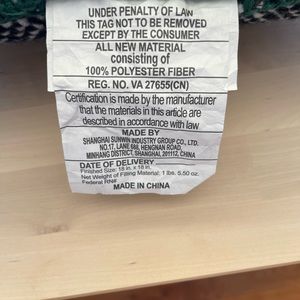 UNDER PENALTY OF LAW
THIS TAG NOT TO BE REMOVED
EXCEPT BY THE CONSUMER
ALL NEW MATERIAL
consisting of
100% POLYESTER FIBER
REG. NO. VA 27655(CN)
Certification is made by the manufacturer
that the materials in this article are
described in accordance with law
MADE BY
SHANGHAI SUNWIN INDUSTRY GROUP CO., LTD.
NO.17, LANE 688, HENGNAN ROAD,
MINHANG DISTRICT, SHANGHAI, 201112, CHINA
DATE OF DELIVERY
Finished Size: 18 in. x 18 in.
Net Weight of Filling Material: 1 lbs. 5.50 oz.
Federal RN#
MADE IN CHINA